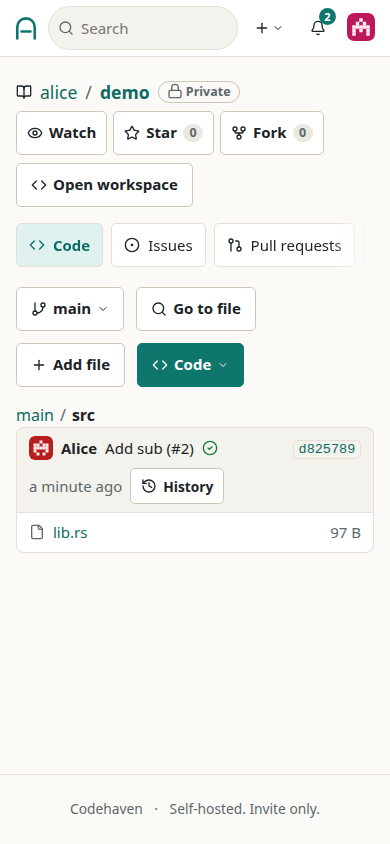 Search
2
alice / demo Private
Watch Star 0 Fork 0
Open workspace
Code Issues Pull requests
main Go to file
Add file Code
main / src
Alice Add sub (#2) d825789
a minute ago History
lib.rs 97 B
Codehaven · Self-hosted. Invite only.